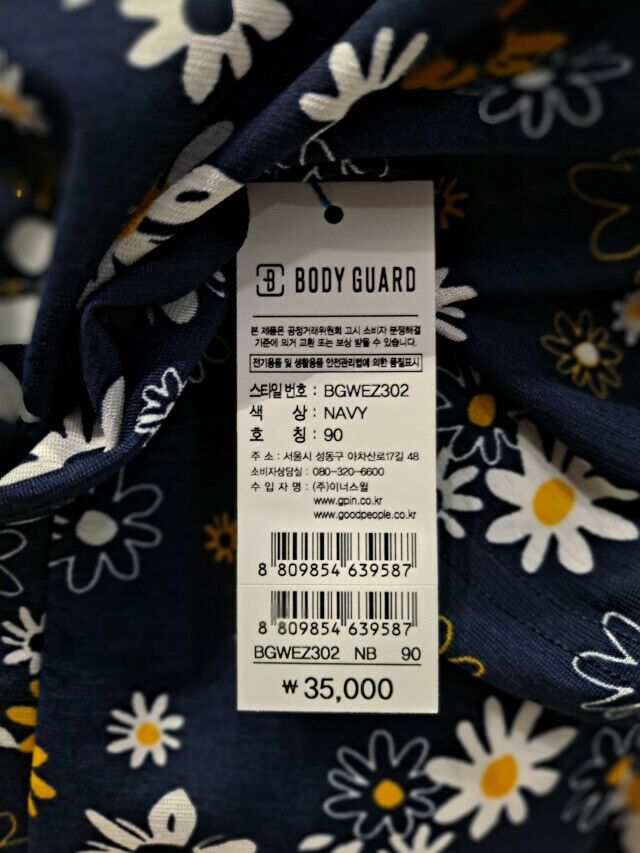 B BODY GUARD
본 제품은 공정거래위원회 고시 소비자 분쟁해결
기준에 의거 교환 또는 보상 받을 수 있습니다.
전기용품 및 생활용품 안전관리법에 의한 품질표시
스타일번호 : BGWEZ302
색 상 : NAVY
호 칭 : 90
주 소 : 서울시 성동구 아차산로17길 48
소비자상담실 : 080-320-6600
수 입 자 명 : (주)이너스윌
www.gpin.co.kr
www.goodpeople.co.kr
8 809854 639587
8 809854 639587
BGWEZ302 NB 90
₩ 35,000